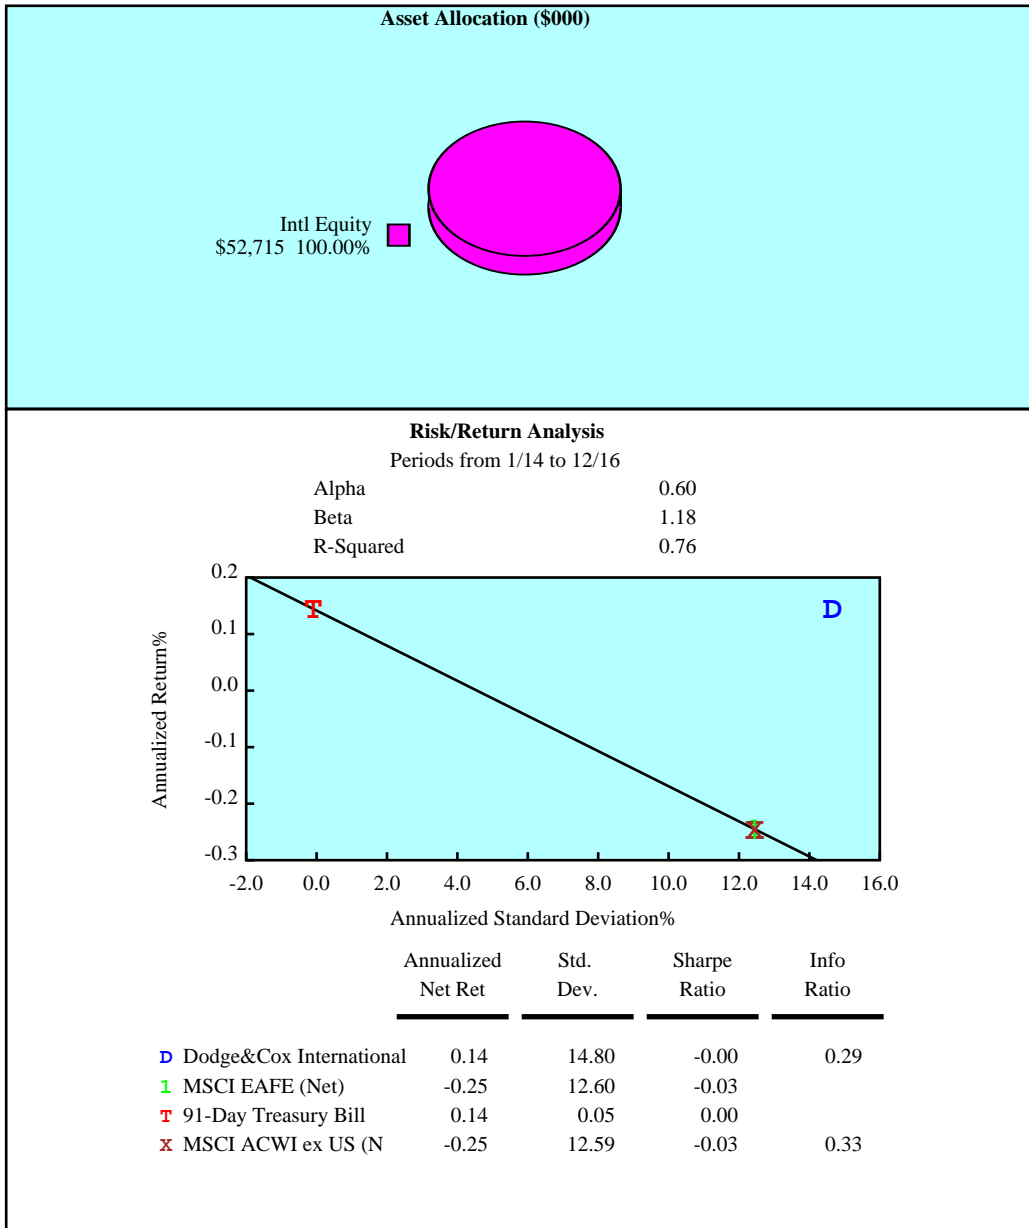 Asset Allocation ($000)
Intl Equity
$52,715 100.00%
Risk/Return Analysis
Periods from 1/14 to 12/16
Alpha 0.60
Beta 1.18
R-Squared 0.76
0.2
0.1
0.0
-0.1
-0.2
-0.3
Annualized Return%
T
D
X
-2.0 0.0 2.0 4.0 6.0 8.0 10.0 12.0 14.0 16.0
Annualized Standard Deviation%
Annualized Std. Sharpe Info
Net Ret Dev. Ratio Ratio
D Dodge&Cox International 0.14 14.80 -0.00 0.29
1 MSCI EAFE (Net) -0.25 12.60 -0.03
T 91-Day Treasury Bill 0.14 0.05 0.00
X MSCI ACWI ex US (N -0.25 12.59 -0.03 0.33